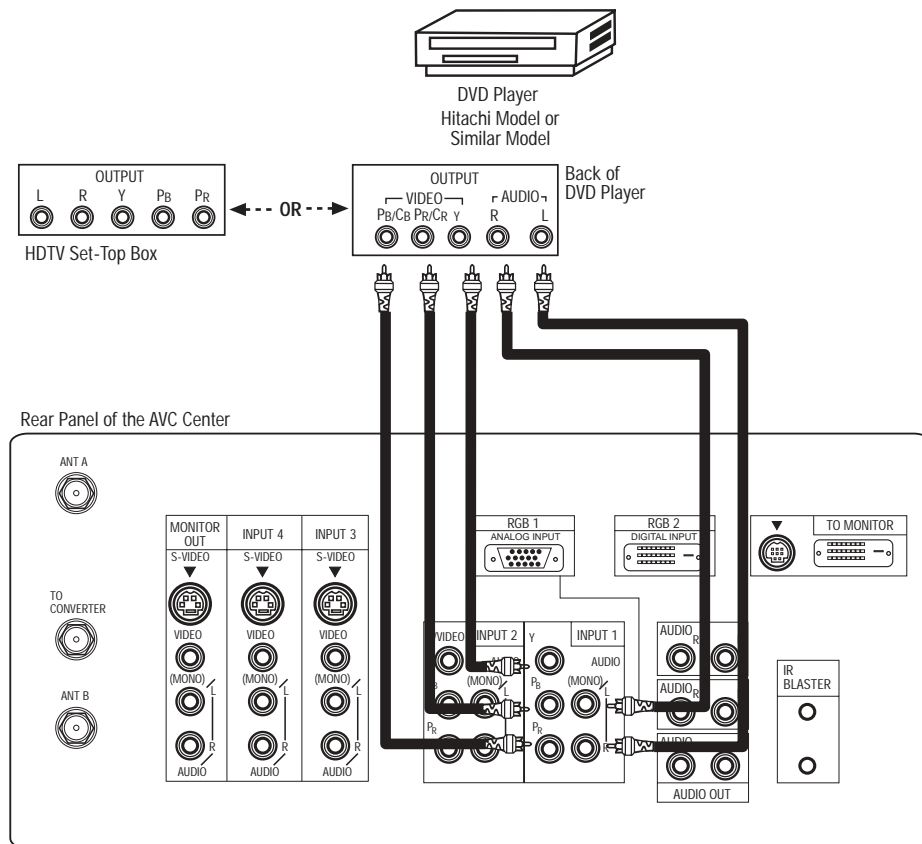 DVD Player
Hitachi Model or
Similar Model
OUTPUT
L R Y PB PR
HDTV Set-Top Box
OR
OUTPUT
VIDEO AUDIO
PB/CB PR/CR Y R L
Back of
DVD Player
Rear Panel of the AVC Center
ANT A
TO
CONVERTER
ANT B
MONITOR
OUT
INPUT 4
INPUT 3
S-VIDEO
S-VIDEO
S-VIDEO
VIDEO
VIDEO
VIDEO
(MONO)
(MONO)
(MONO)
L
L
L
R
R
R
AUDIO
AUDIO
AUDIO
RGB 1
ANALOG INPUT
RGB 2
DIGITAL INPUT
TO MONITOR
/VIDEO
INPUT 2
(MONO)
L
PR
Y
INPUT 1
AUDIO
PB
(MONO)
L
PR
R
AUDIO
R
AUDIO
R
AUDIO
AUDIO OUT
IR
BLASTER